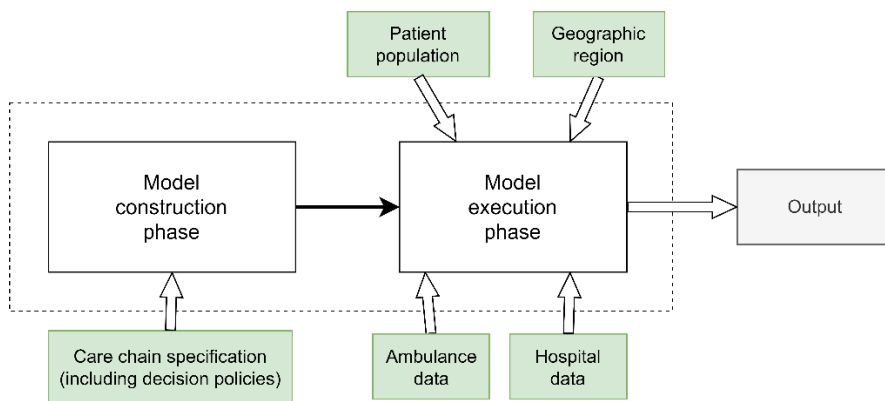 Patient
population
Geographic
region
Model
construction
phase
Model
execution
phase
Output
Care chain specification
(including decision policies)
Ambulance
data
Hospital
data